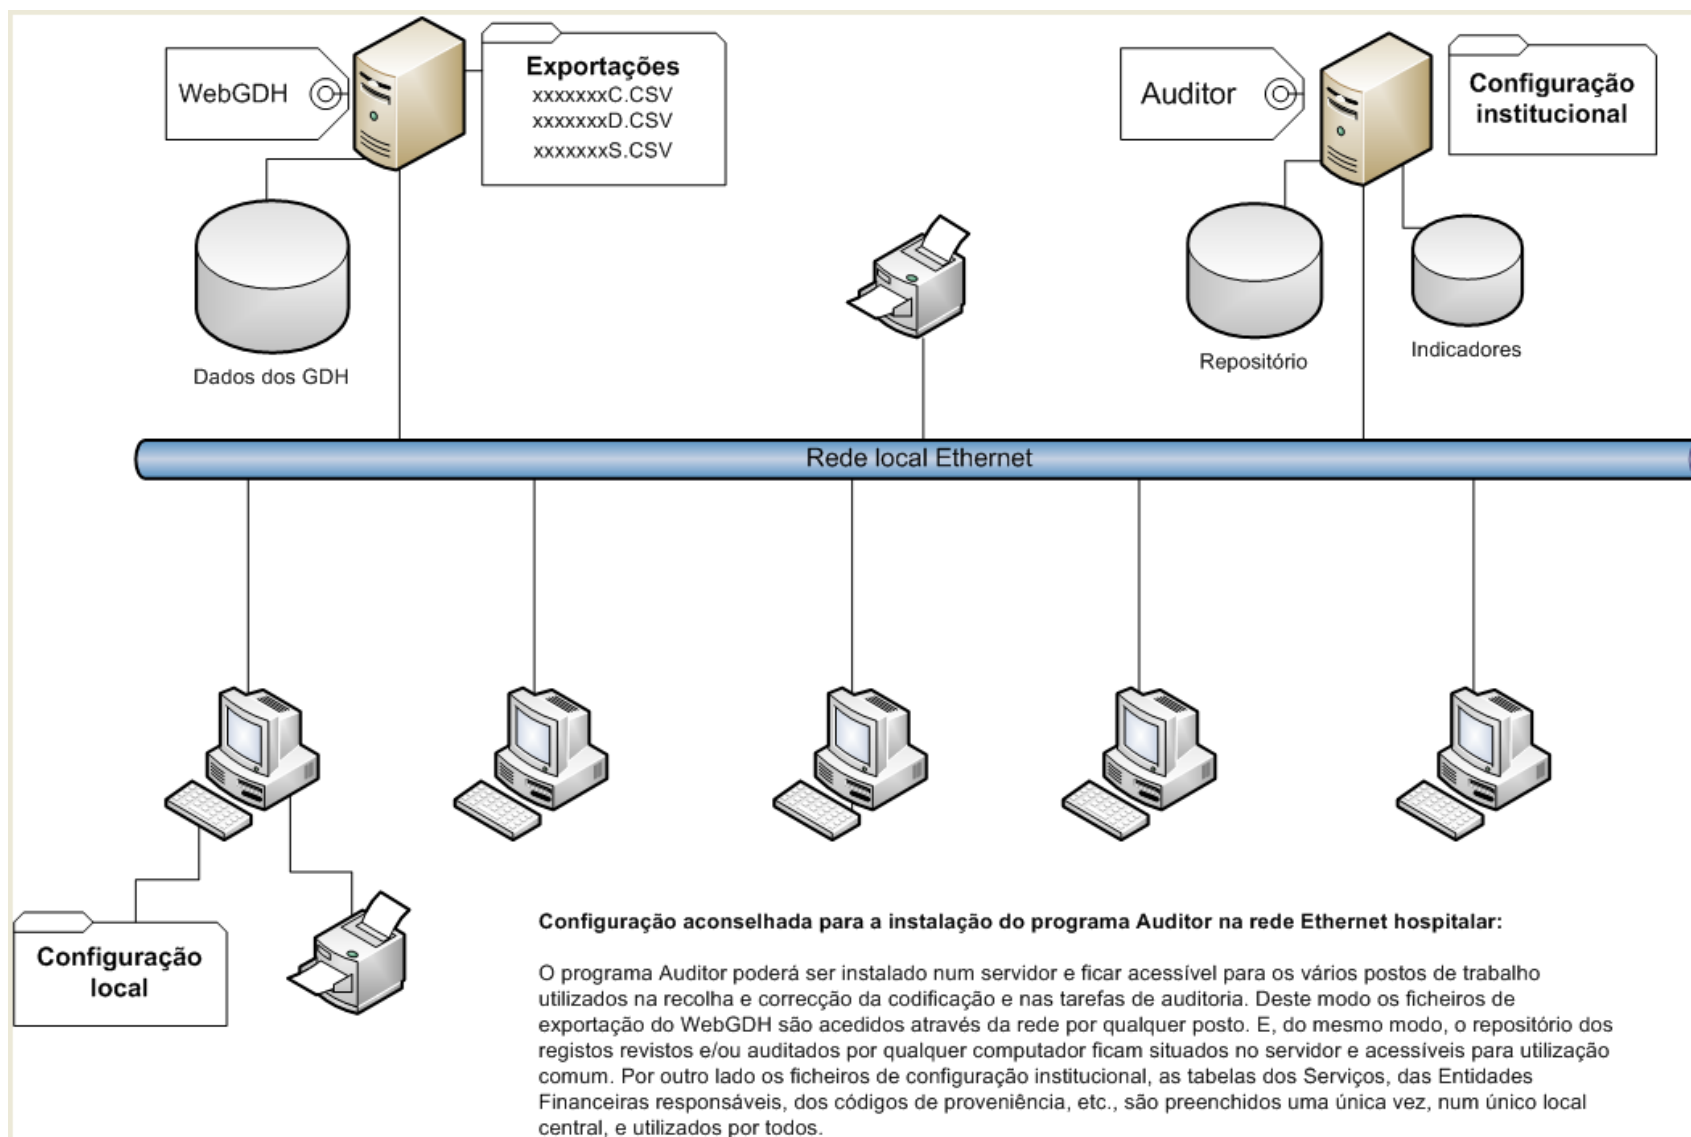 WebGDH
Exportações
xxxxxxxC.CSV
xxxxxxxD.CSV
xxxxxxxS.CSV
Auditor
Configuração
institucional
Dados dos GDH
Repositório
Indicadores
Rede local Ethernet
Configuração
local
Configuração aconselhada para a instalação do programa Auditor na rede Ethernet hospitalar:
O programa Auditor poderá ser instalado num servidor e ficar acessível para os vários postos de trabalho
utilizados na recolha e correcção da codificação e nas tarefas de auditoria. Deste modo os ficheiros de
exportação do WebGDH são acedidos através da rede por qualquer posto. E, do mesmo modo, o repositório dos
registos revistos e/ou auditados por qualquer computador ficam situados no servidor e acessíveis para utilização
comum. Por outro lado os ficheiros de configuração institucional, as tabelas dos Serviços, das Entidades
Financeiras responsáveis, dos códigos de proveniência, etc., são preenchidos uma única vez, num único local
central, e utilizados por todos.